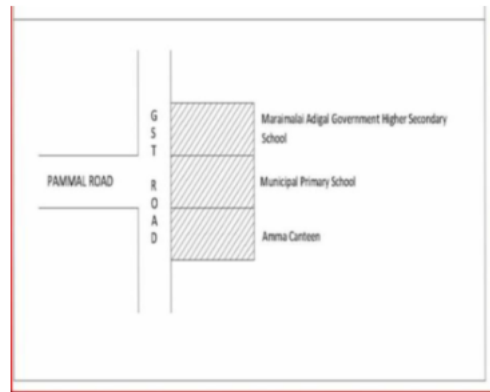 G
S
T
R
O
A
D
Maraimalai Adigal Government Higher Secondary
School
PAMMAL ROAD
Municipal Primary School
Amma Canteen